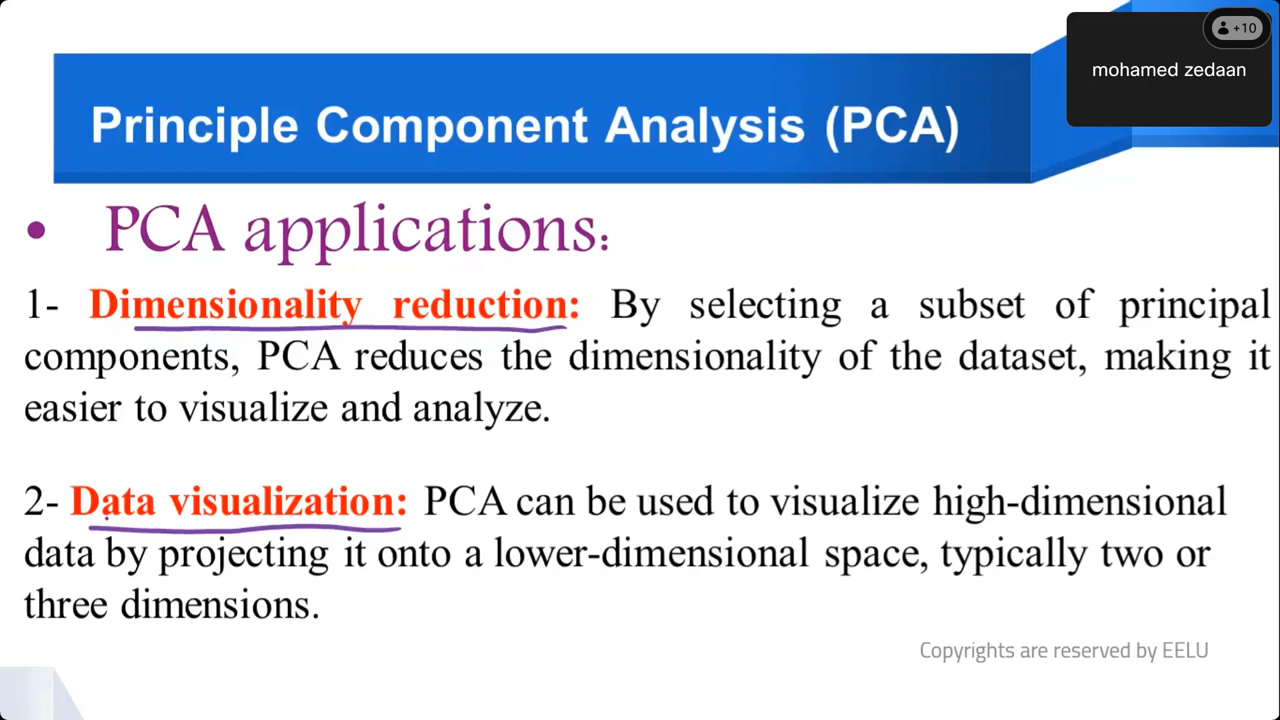 +10
mohamed zedaan
Principle Component Analysis (PCA)
• PCA applications:
1- Dimensionality reduction: By selecting a subset of principal
components, PCA reduces the dimensionality of the dataset, making it
easier to visualize and analyze.
2- Data visualization: PCA can be used to visualize high-dimensional
data by projecting it onto a lower-dimensional space, typically two or
three dimensions.
Copyrights are reserved by EELU